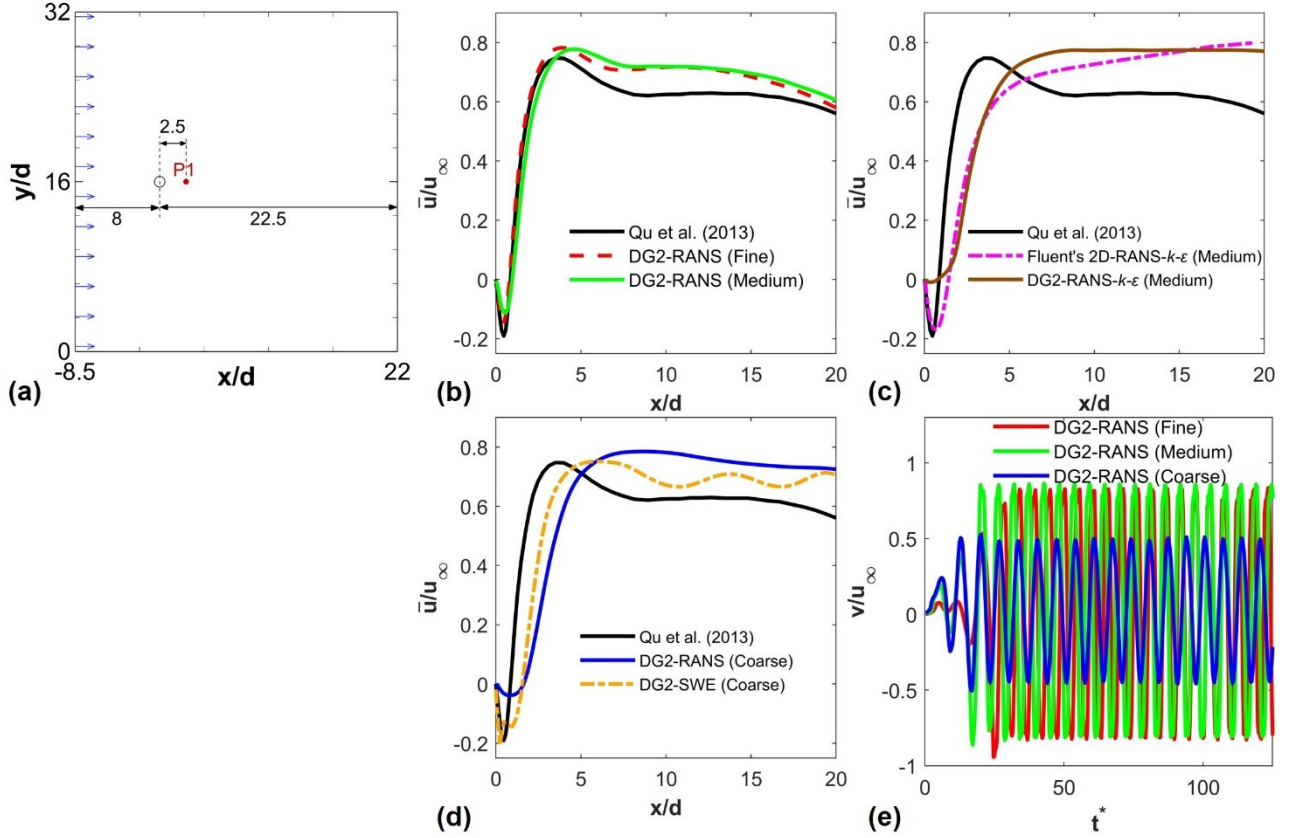 32
y/d
16
0
2.5
P1
8
22.5
-8.5
x/d
22
(a)
0.8
0.6
0.4
0.2
0
-0.2
ū/u∞
Qu et al. (2013)
DG2-RANS (Fine)
DG2-RANS (Medium)
0 5 10 15 20
x/d
(b)
0.8
0.6
0.4
0.2
0
-0.2
ū/u∞
Qu et al. (2013)
Fluent's 2D-RANS-k-ε (Medium)
DG2-RANS-k-ε (Medium)
0 5 10 15 20
x/d
(c)
0.8
0.6
0.4
0.2
0
-0.2
ū/u∞
Qu et al. (2013)
DG2-RANS (Coarse)
DG2-SWE (Coarse)
0 5 10 15 20
x/d
(d)
DG2-RANS (Fine)
DG2-RANS (Medium)
DG2-RANS (Coarse)
1
0.5
0
-0.5
-1
v/u∞
0 50 100
t*
(e)